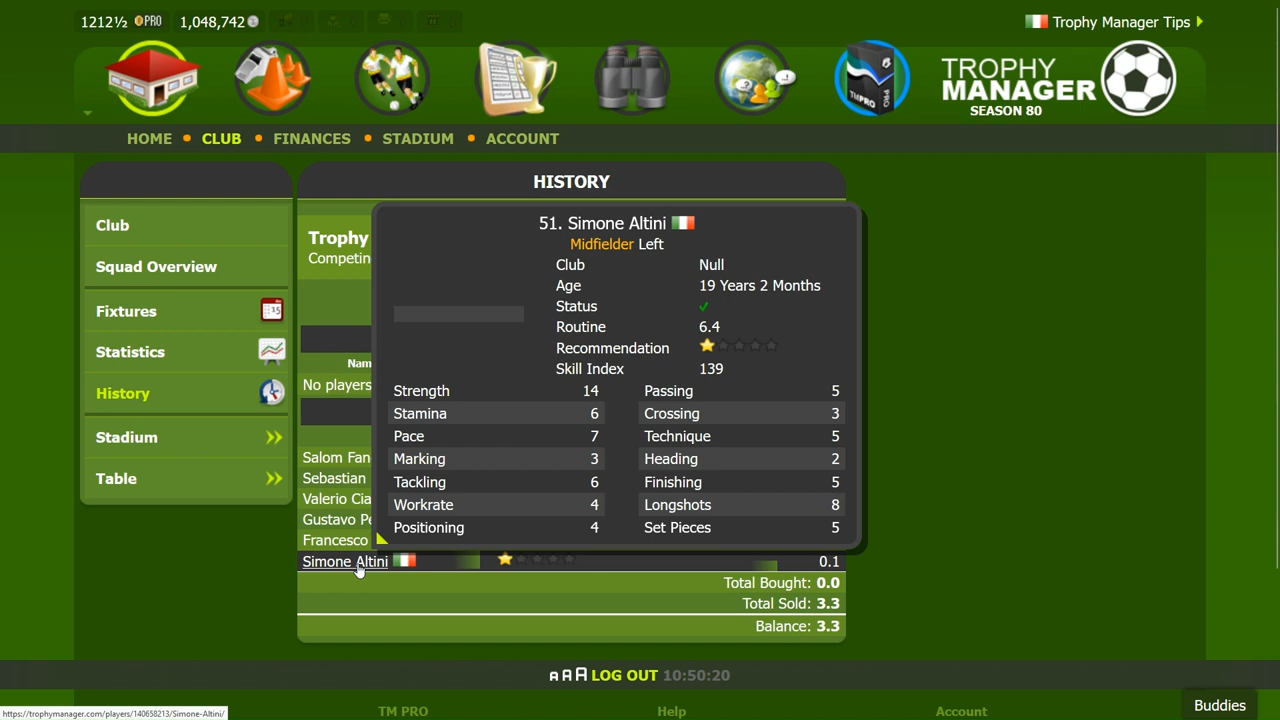 1212½ PRO 1,048,742
Trophy Manager Tips
TROPHY
MANAGER
SEASON 80
PRO
TMPRO
HOME • CLUB • FINANCES • STADIUM • ACCOUNT
HISTORY
Club
Squad Overview
Fixtures
15
Statistics
History
Stadium
Table
Trophy
Competin
Nam
No players
Salom Fan
Sebastian
Valerio Cia
Gustavo Pe
Francesco
51. Simone Altini
Midfielder Left
Club Null
Age 19 Years 2 Months
Status
Routine 6.4
Recommendation
Skill Index 139
Strength 14 Passing 5
Stamina 6 Crossing 3
Pace 7 Technique 5
Marking 3 Heading 2
Tackling 6 Finishing 5
Workrate 4 Longshots 8
Positioning 4 Set Pieces 5
Simone Altini 0.1
Total Bought: 0.0
Total Sold: 3.3
Balance: 3.3
A A A LOG OUT 10:50:20
https://trophymanager.com/players/140658213/Simone-Altini/
TM PRO Help Account
Buddies